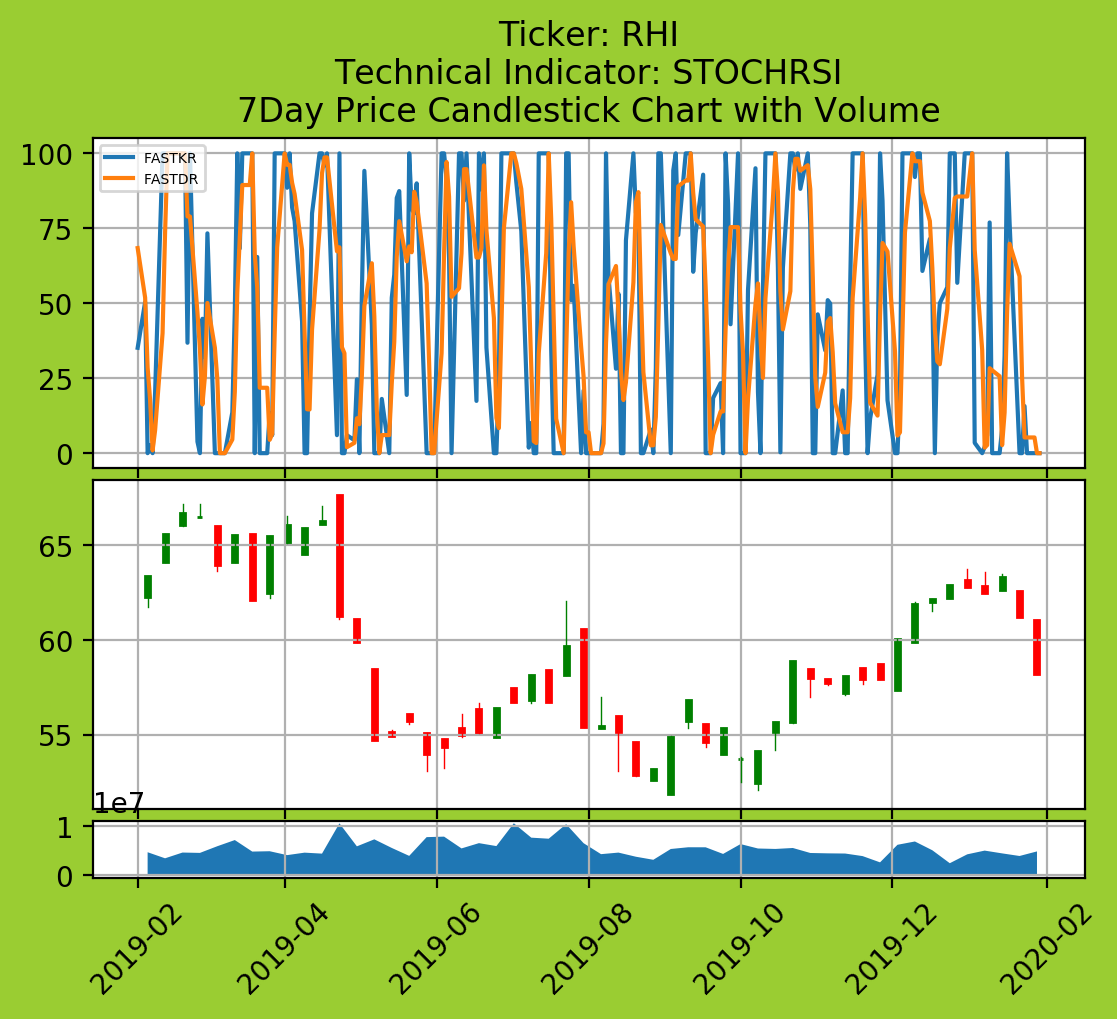 Ticker: RHI
Technical Indicator: STOCHRSI
7Day Price Candlestick Chart with Volume
FASTKR
FASTDR
100
75
50
25
0
65
60
55
1e7
1
0
2019-02 2019-04 2019-06 2019-08 2019-10 2019-12 2020-02